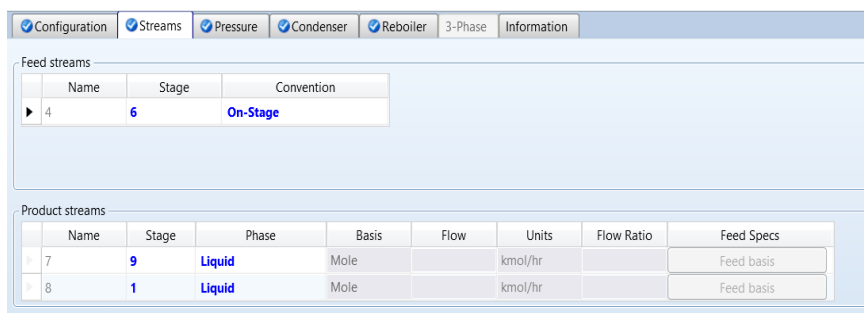 Configuration Streams Pressure Condenser Reboiler 3-Phase Information
Feed streams
Name Stage Convention
4 6 On-Stage
Product streams
Name Stage Phase Basis Flow Units Flow Ratio Feed Specs
7 9 Liquid Mole kmol/hr Feed basis
8 1 Liquid Mole kmol/hr Feed basis